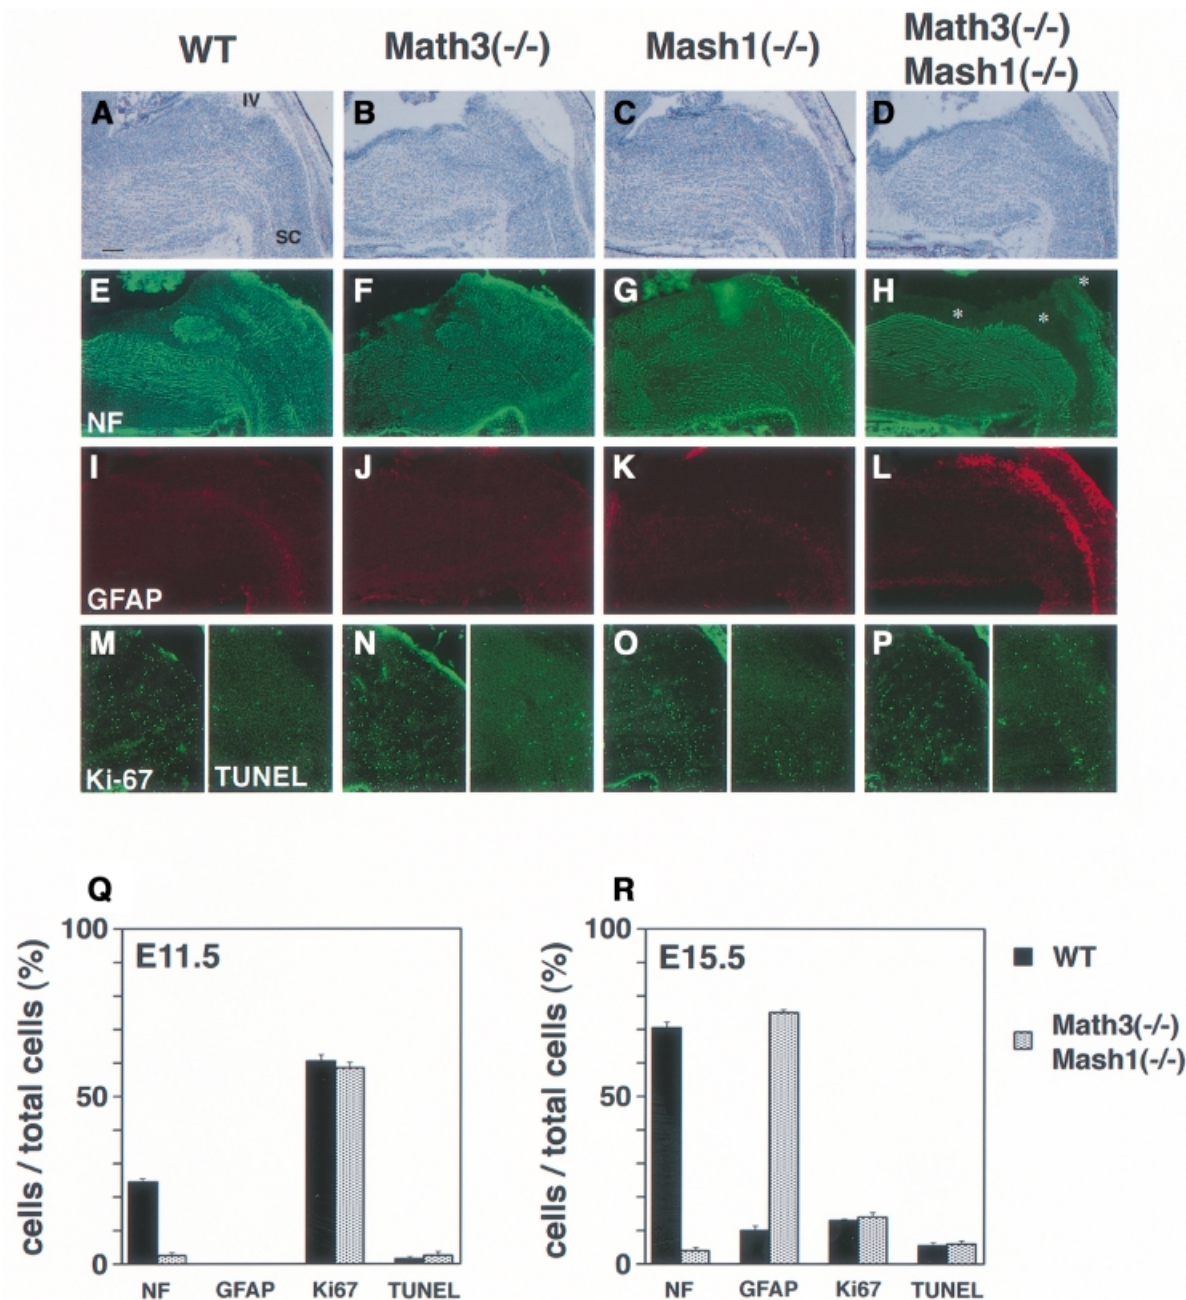 WT Math3(-/-) Mash1(-/-) Math3(-/-)
Mash1(-/-)
A IV B C D
SC
E F G H * * *
NF
I J K L
GFAP
M N O P
Ki-67 TUNEL
Q R
100 100
E11.5 E15.5
WT
Math3(-/-)
Mash1(-/-)
cells / total cells (%) cells / total cells (%)
50 50
0 0
NF GFAP Ki67 TUNEL NF GFAP Ki67 TUNEL